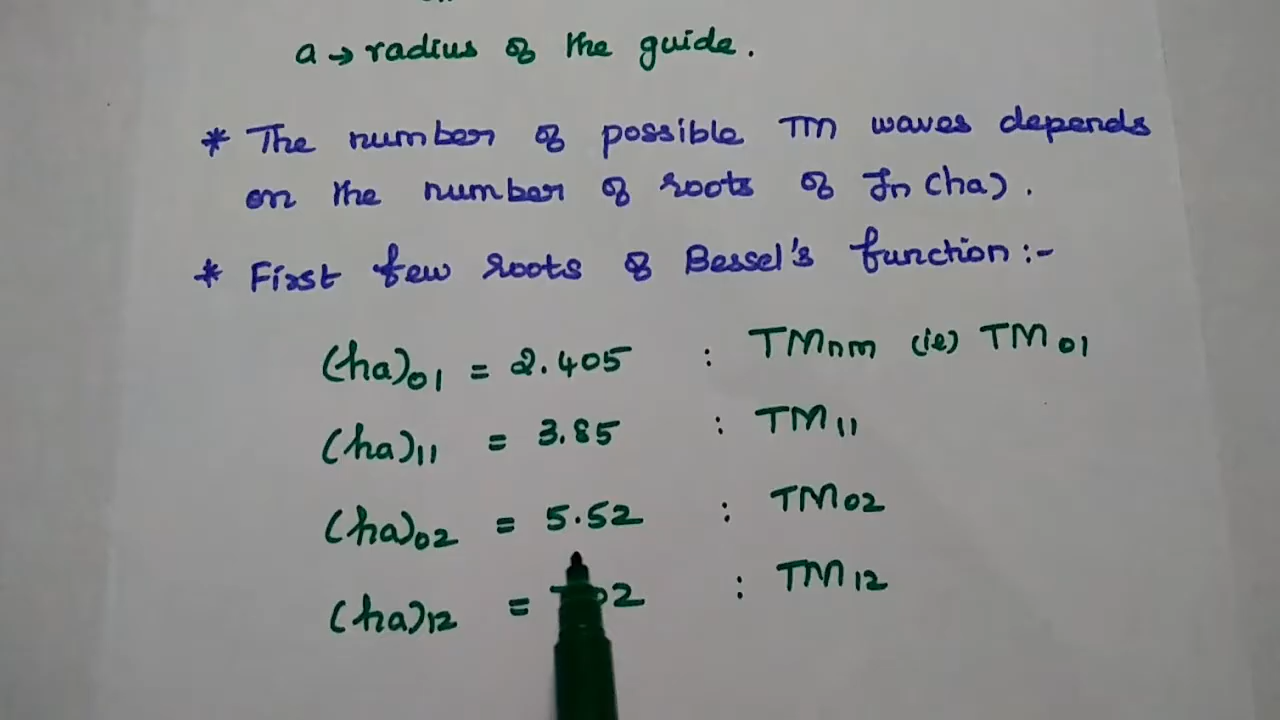 a → radius of the guide.
* The number of possible TM waves depends
on the number of roots of Jn (ha).
* First few roots of Bessel's function :-
(ha)01 = 2.405 : TMnm (ie) TM01
(ha)11 = 3.85 : TM11
(ha)02 = 5.52 : TM02
(ha)12 = 02 : TM12